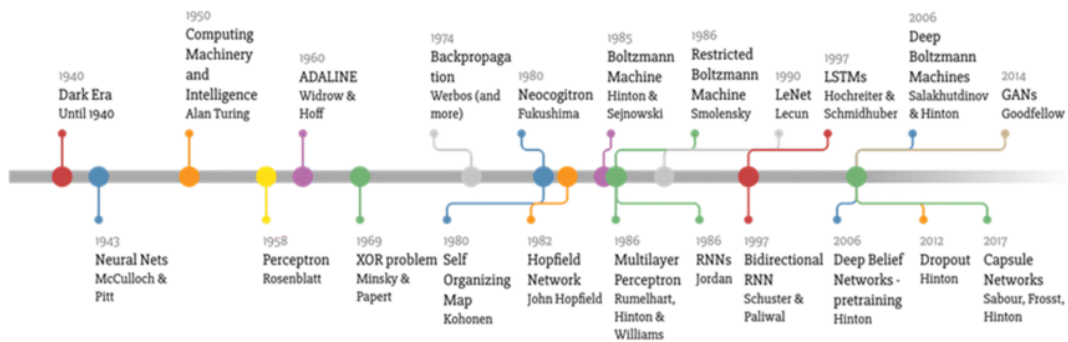 1940
Dark Era
Until 1940
1950
Computing
Machinery
and
Intelligence
Alan Turing
1960
ADALINE
Widrow &
Hoff
1974
Backpropaga
tion
Werbos (and
more)
1980
Neocogitron
Fukushima
1985
Boltzmann
Machine
Hinton &
Sejnowski
1986
Restricted
Boltzmann
Machine
Smolensky
1990
LeNet
Lecun
1997
LSTMs
Hochreiter &
Schmidhuber
2006
Deep
Boltzmann
Machines
Salakhutdinov
& Hinton
2014
GANs
Goodfellow
1943
Neural Nets
McCulloch &
Pitt
1958
Perceptron
Rosenblatt
1969
XOR problem
Minsky &
Papert
1980
Self
Organizing
Map
Kohonen
1982
Hopfield
Network
John Hopfield
1986
Multilayer
Perceptron
Rumelhart,
Hinton &
Williams
1986
RNNs
Jordan
1997
Bidirectional
RNN
Schuster &
Paliwal
2006
Deep Belief
Networks -
pretraining
Hinton
2012
Dropout
Hinton
2017
Capsule
Networks
Sabour, Frosst,
Hinton